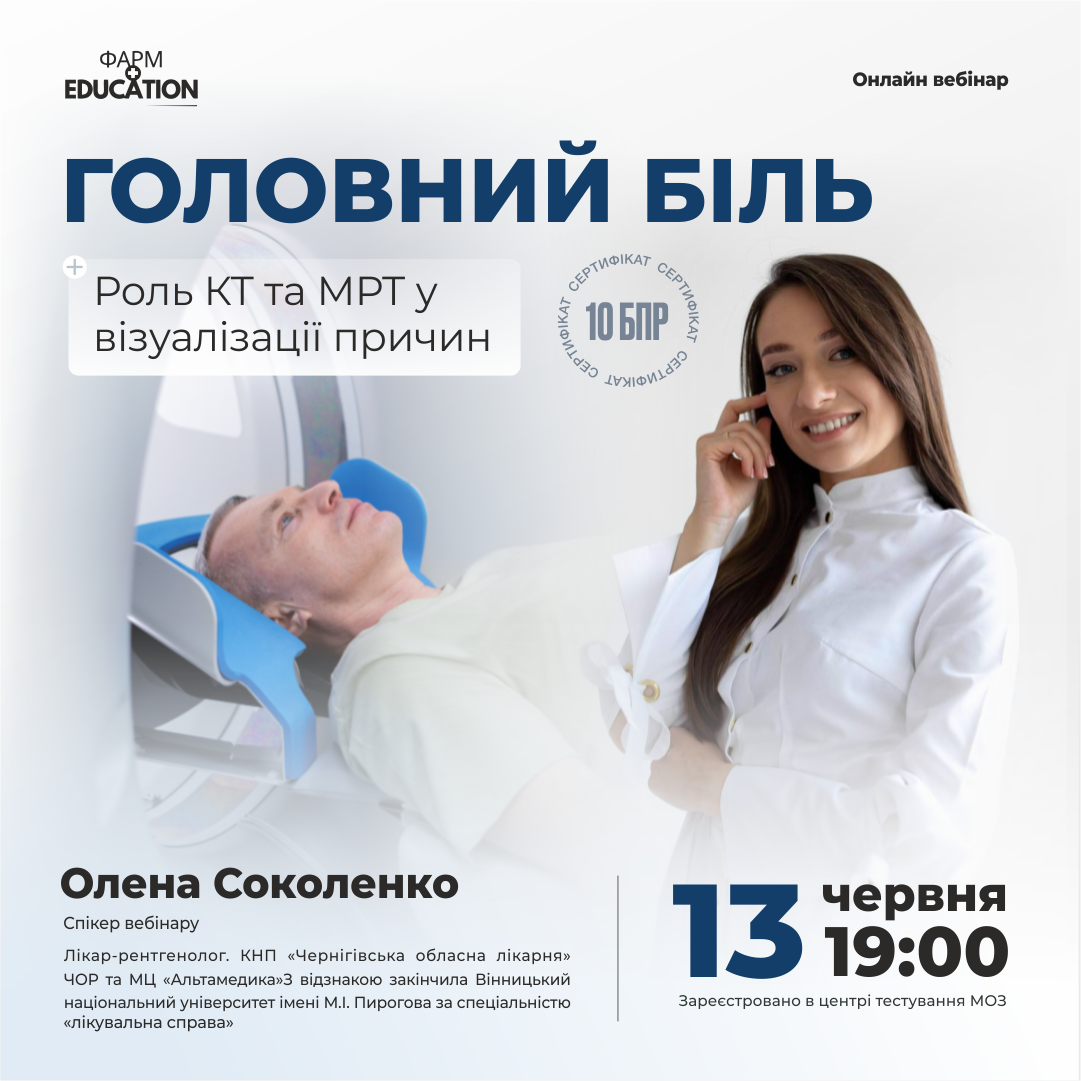 ФАРМ
EDUCATION
Онлайн вебінар
ГОЛОВНИЙ БІЛЬ
Роль КТ та МРТ у
візуалізації причин
СЕРТИФІКАТ СЕРТИФІКАТ СЕРТИФІКАТ СЕРТИФІКАТ
10 БПР
Олена Соколенко
Спікер вебінару
Лікар-рентгенолог. КНП «Чернігівська обласна лікарня»
ЧОР та МЦ «Альтамедика»З відзнакою закінчила Вінницький
національний університет імені М.І. Пирогова за спеціальністю
«лікувальна справа»
13 червня
19:00
Зареєстровано в центрі тестування МОЗ